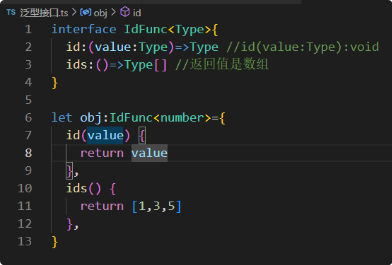 TS 泛型接口.ts > obj > id
1 interface IdFunc<Type>{
2 id:(value:Type)=>Type //id(value:Type):void
3 ids:()=>Type[] //返回值是数组
4 }
5
6 let obj:IdFunc<number>={
7 id(value) {
8 return value
9 },
10 ids() {
11 return [1,3,5]
12 },
13 }